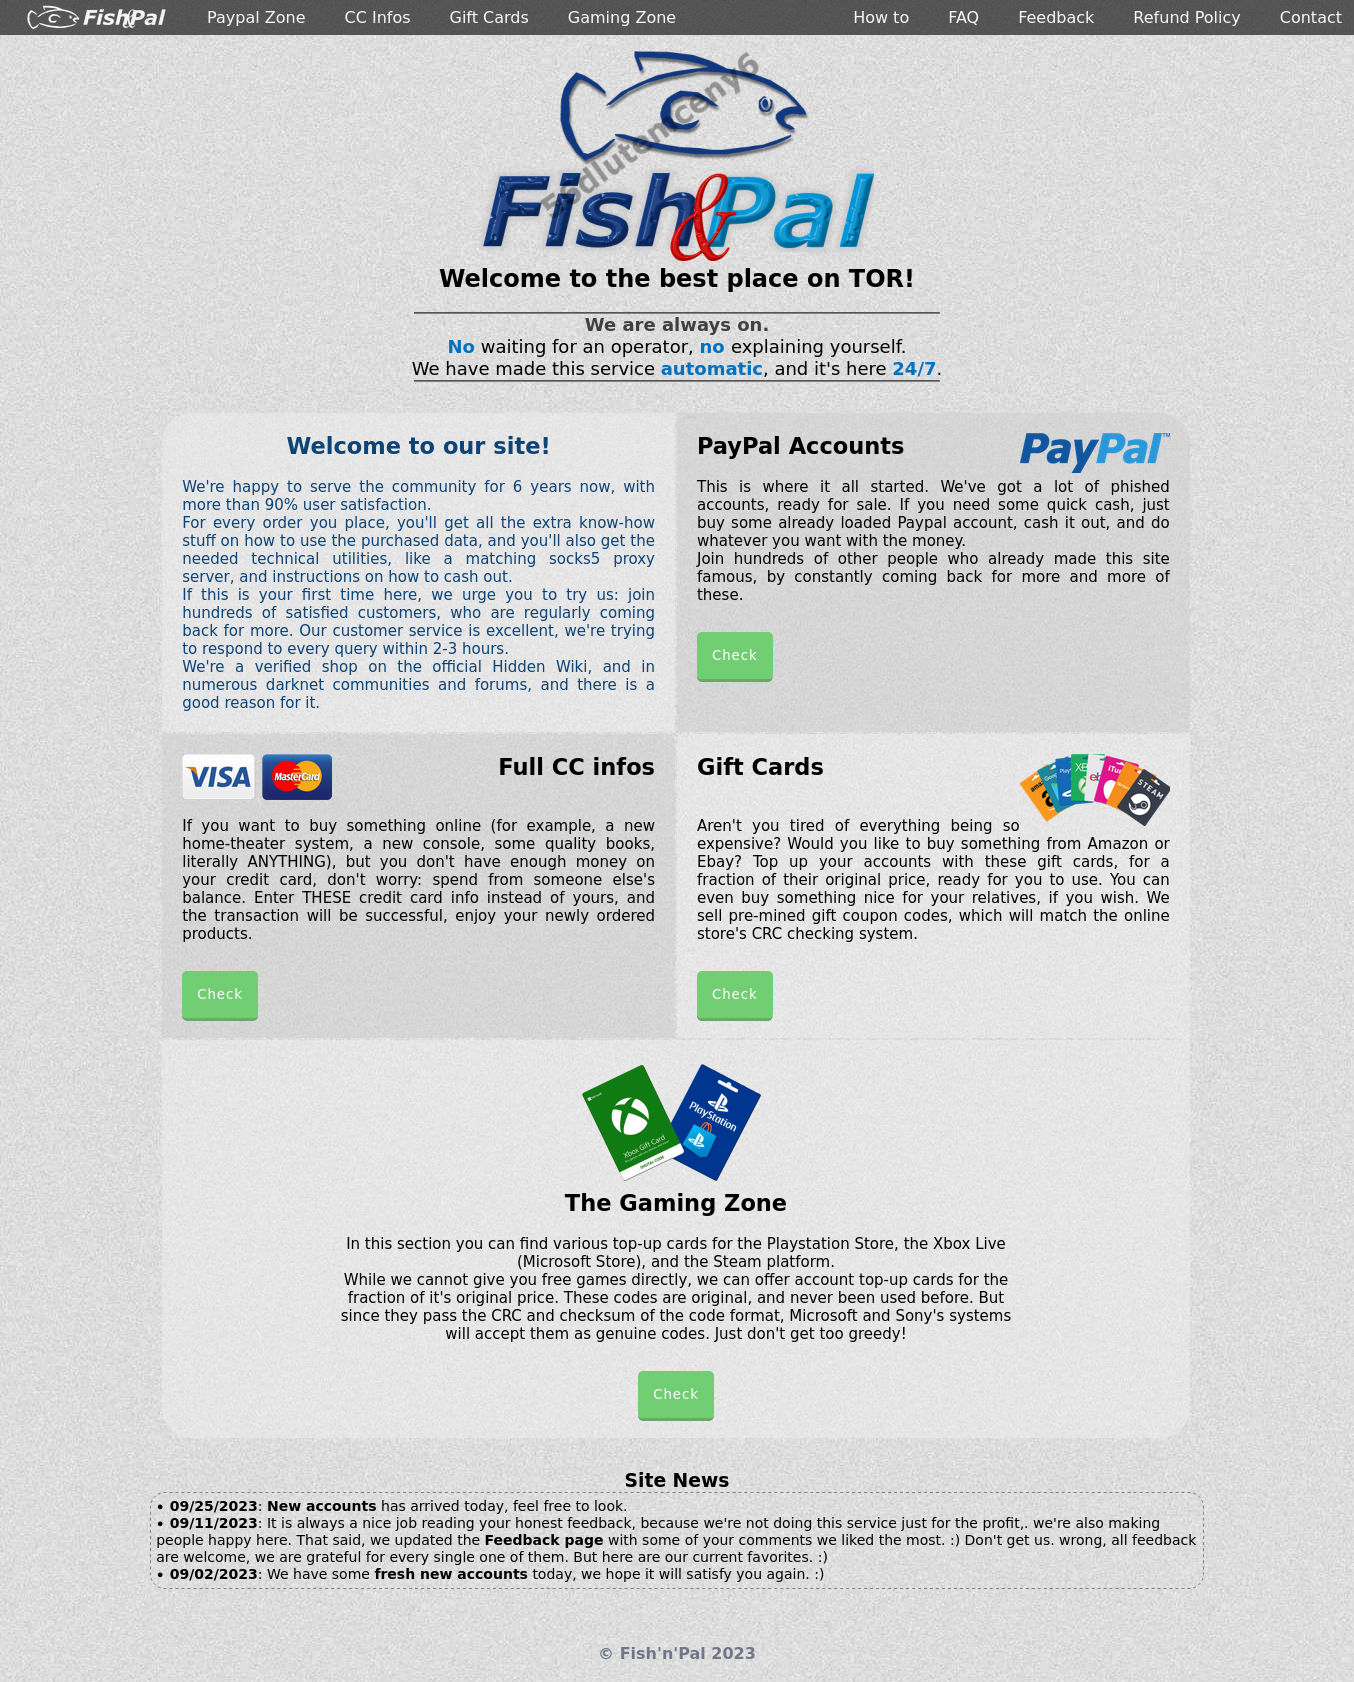 Fish&Pal Paypal Zone CC Infos Gift Cards Gaming Zone How to FAQ Feedback Refund Policy Contact
Fish&Pal
Welcome to the best place on TOR!
We are always on.
No waiting for an operator, no explaining yourself.
We have made this service automatic, and it's here 24/7.
Welcome to our site!
We're happy to serve the community for 6 years now, with
more than 90% user satisfaction.
For every order you place, you'll get all the extra know-how
stuff on how to use the purchased data, and you'll also get the
needed technical utilities, like a matching socks5 proxy
server, and instructions on how to cash out.
If this is your first time here, we urge you to try us: join
hundreds of satisfied customers, who are regularly coming
back for more. Our customer service is excellent, we're trying
to respond to every query within 2-3 hours.
We're a verified shop on the official Hidden Wiki, and in
numerous darknet communities and forums, and there is a
good reason for it.
PayPal Accounts
PayPal™
This is where it all started. We've got a lot of phished
accounts, ready for sale. If you need some quick cash, just
buy some already loaded Paypal account, cash it out, and do
whatever you want with the money.
Join hundreds of other people who already made this site
famous, by constantly coming back for more and more of
these.
Check
VISA MasterCard
Full CC infos
If you want to buy something online (for example, a new
home-theater system, a new console, some quality books,
literally ANYTHING), but you don't have enough money on
your credit card, don't worry: spend from someone else's
balance. Enter THESE credit card info instead of yours, and
the transaction will be successful, enjoy your newly ordered
products.
Check
Gift Cards
STEAM
Aren't you tired of everything being so
expensive? Would you like to buy something from Amazon or
Ebay? Top up your accounts with these gift cards, for a
fraction of their original price, ready for you to use. You can
even buy something nice for your relatives, if you wish. We
sell pre-mined gift coupon codes, which will match the online
store's CRC checking system.
Check
Xbox Gift Card
DIGITAL CODE
PlayStation
The Gaming Zone
In this section you can find various top-up cards for the Playstation Store, the Xbox Live
(Microsoft Store), and the Steam platform.
While we cannot give you free games directly, we can offer account top-up cards for the
fraction of it's original price. These codes are original, and never been used before. But
since they pass the CRC and checksum of the code format, Microsoft and Sony's systems
will accept them as genuine codes. Just don't get too greedy!
Check
Site News
• 09/25/2023: New accounts has arrived today, feel free to look.
• 09/11/2023: It is always a nice job reading your honest feedback, because we're not doing this service just for the profit,. we're also making
people happy here. That said, we updated the Feedback page with some of your comments we liked the most. :) Don't get us. wrong, all feedback
are welcome, we are grateful for every single one of them. But here are our current favorites. :)
• 09/02/2023: We have some fresh new accounts today, we hope it will satisfy you again. :)
© Fish'n'Pal 2023